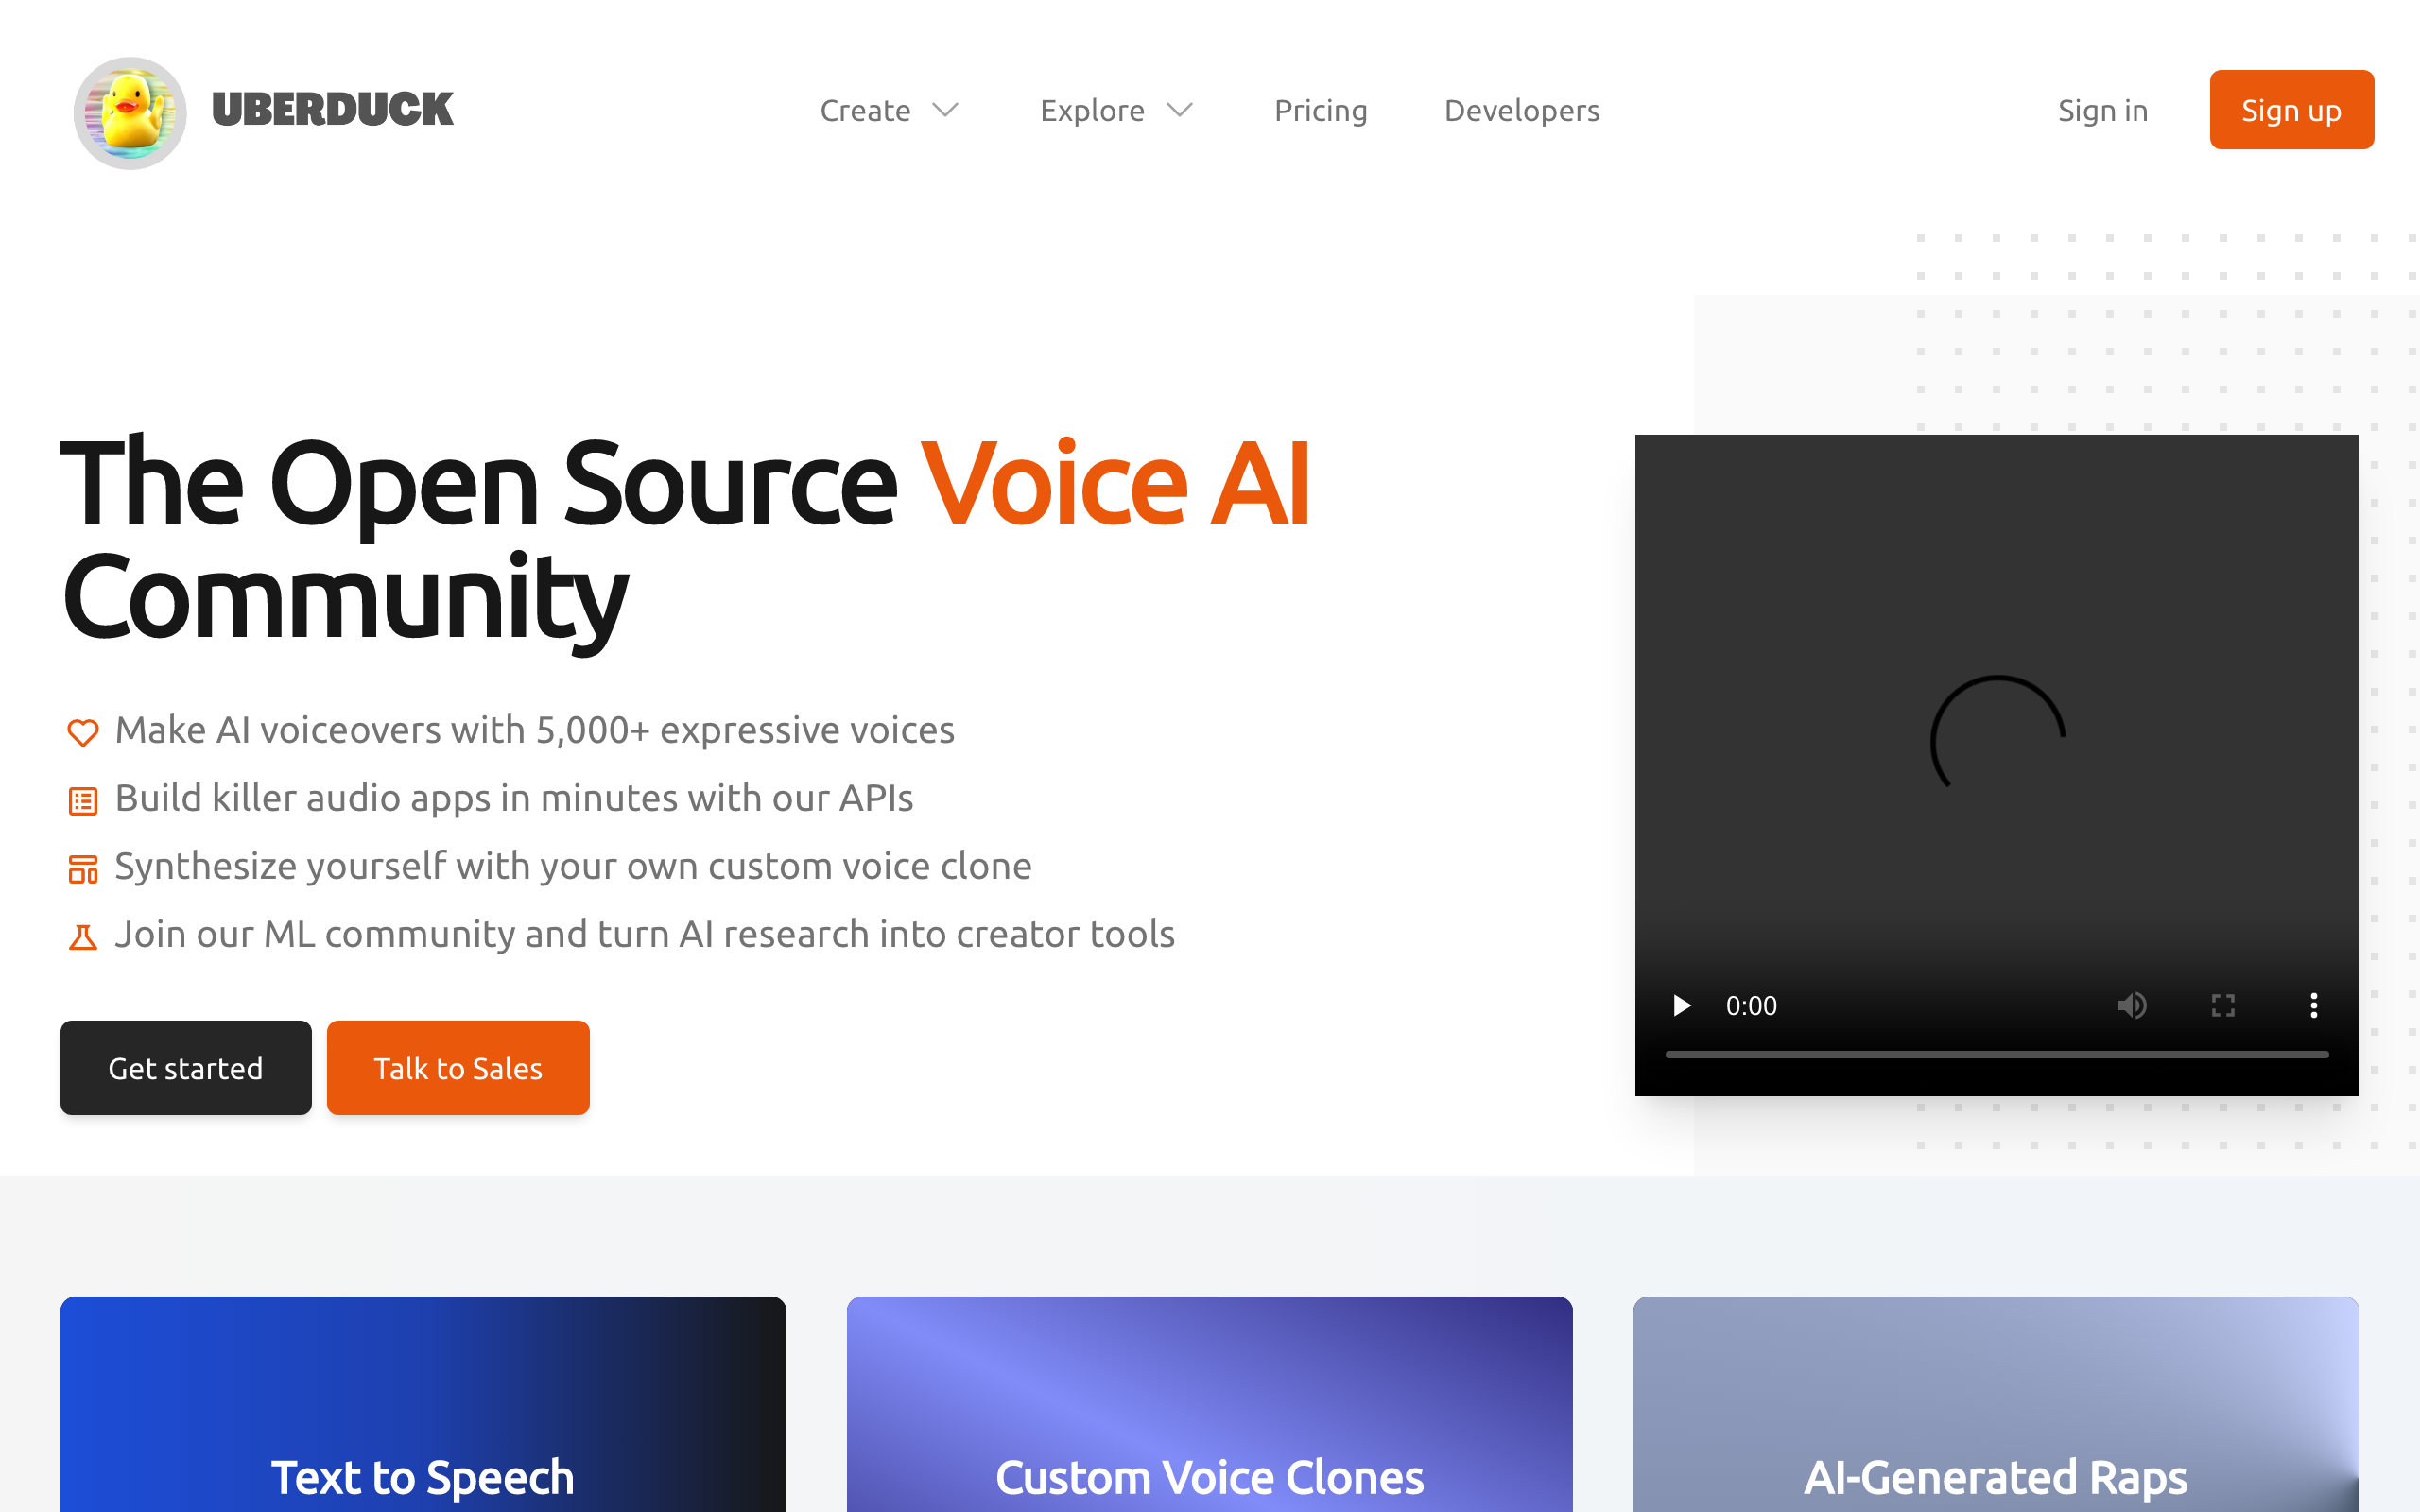 UBERDUCK
Create
Explore
Pricing
Developers
Sign in
Sign up
The Open Source Voice AI
Community
Make AI voiceovers with 5,000+ expressive voices
Build killer audio apps in minutes with our APIs
Synthesize yourself with your own custom voice clone
Join our ML community and turn AI research into creator tools
Get started
Talk to Sales
0:00
Text to Speech
Custom Voice Clones
AI-Generated Raps